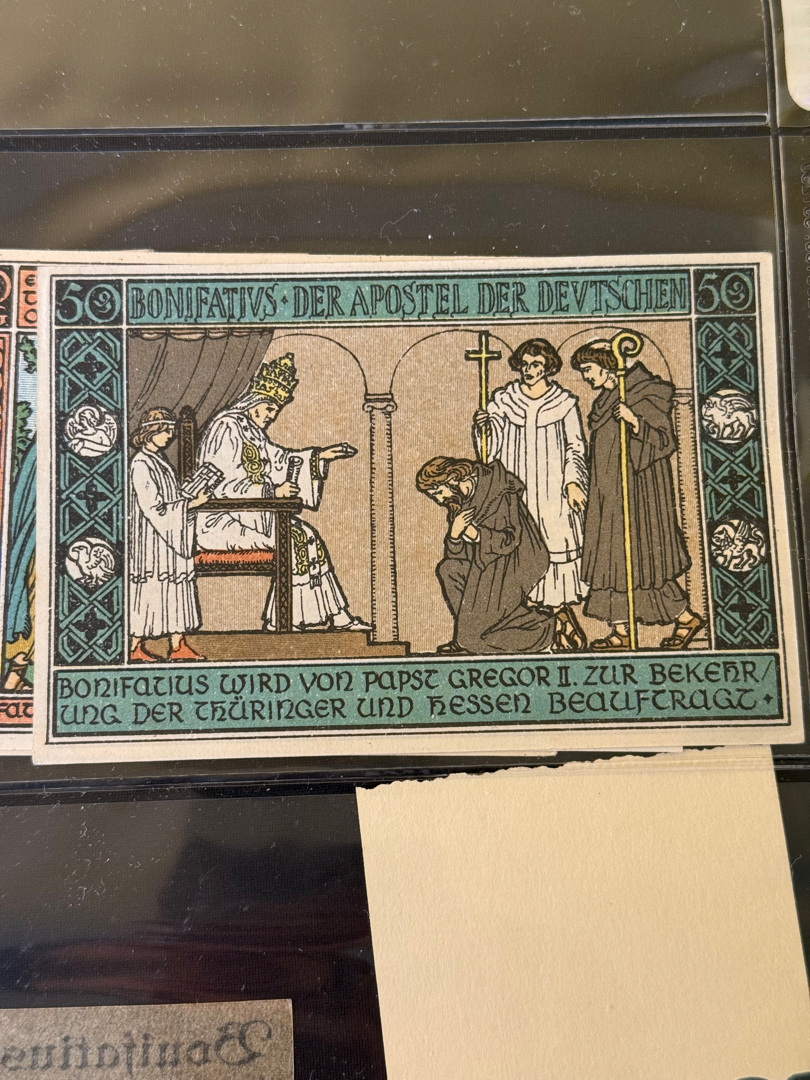 50 BONIFATIVS · DER APOSTEL DER DEVTSCHEN 50
BONIFATIUS WIRD VON PAPST GREGOR II. ZUR BEKEHR/
UNG DER THÜRINGER UND HESSEN BEAUFTRAGT ·
Bonifatius